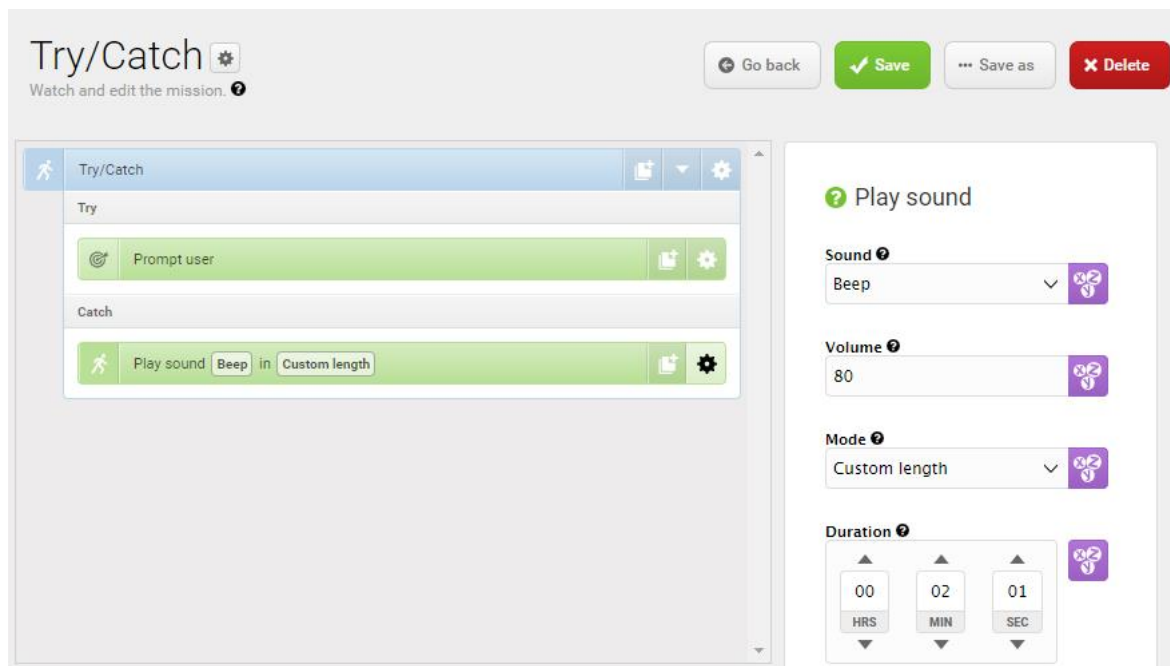 Try/Catch
Watch and edit the mission.
Go back
Save
Save as
Delete
Try/Catch
Try
Prompt user
Catch
Play sound Beep in Custom length
Play sound
Sound
Beep
Volume
80
Mode
Custom length
Duration
00 02 01
HRS MIN SEC